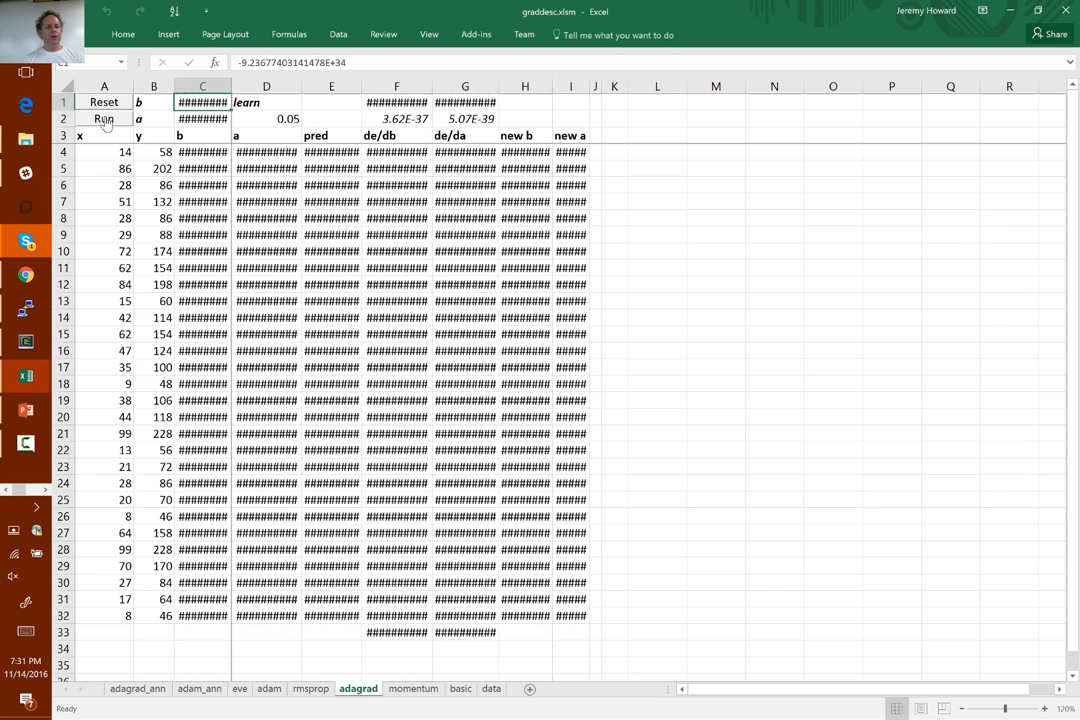 graddesc.xlsm - Excel
Jeremy Howard
Home Insert Page Layout Formulas Data Review View Add-ins Team Tell me what you want to do Share
fx -9.23677403141478E+34
A B C D E F G H I J K L M N O P Q R
1 Reset b ######## learn ########## ##########
2 Run a ######## 0.05 3.62E-37 5.07E-39
3 x y b a pred de/db de/da new b new a
4 14 58 ######## ########## ######### ########## ########## ######## #####
5 86 202 ######## ########## ######### ########## ########## ######## #####
6 28 86 ######## ########## ######### ########## ########## ######## #####
7 51 132 ######## ########## ######### ########## ########## ######## #####
8 28 86 ######## ########## ######### ########## ########## ######## #####
9 29 88 ######## ########## ######### ########## ########## ######## #####
10 72 174 ######## ########## ######### ########## ########## ######## #####
11 62 154 ######## ########## ######### ########## ########## ######## #####
12 84 198 ######## ########## ######### ########## ########## ######## #####
13 15 60 ######## ########## ######### ########## ########## ######## #####
14 42 114 ######## ########## ######### ########## ########## ######## #####
15 62 154 ######## ########## ######### ########## ########## ######## #####
16 47 124 ######## ########## ######### ########## ########## ######## #####
17 35 100 ######## ########## ######### ########## ########## ######## #####
18 9 48 ######## ########## ######### ########## ########## ######## #####
19 38 106 ######## ########## ######### ########## ########## ######## #####
20 44 118 ######## ########## ######### ########## ########## ######## #####
21 99 228 ######## ########## ######### ########## ########## ######## #####
22 13 56 ######## ########## ######### ########## ########## ######## #####
23 21 72 ######## ########## ######### ########## ########## ######## #####
24 28 86 ######## ########## ######### ########## ########## ######## #####
25 20 70 ######## ########## ######### ########## ########## ######## #####
26 8 46 ######## ########## ######### ########## ########## ######## #####
27 64 158 ######## ########## ######### ########## ########## ######## #####
28 99 228 ######## ########## ######### ########## ########## ######## #####
29 70 170 ######## ########## ######### ########## ########## ######## #####
30 27 84 ######## ########## ######### ########## ########## ######## #####
31 17 64 ######## ########## ######### ########## ########## ######## #####
32 8 46 ######## ########## ######### ########## ########## ######## #####
33 ########## ##########
34
35
7:31 PM
11/14/2016
adagrad_ann adam_ann eve adam rmsprop adagrad momentum basic data
Ready
120%